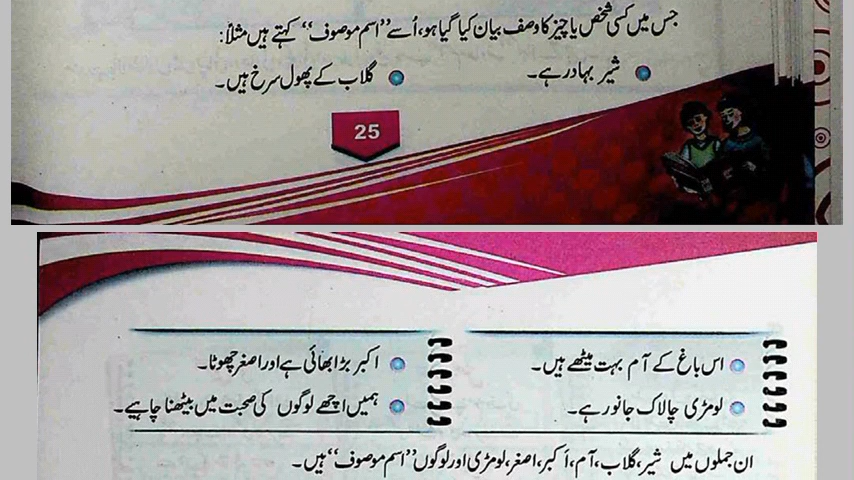 جس میں کسی شخص یا چیز کا وصف بیان کیا گیا ہو، اُسے ’’اسم موصوف‘‘ کہتے ہیں مثلاً:
شیر بہادر ہے۔
گلاب کے پھول سرخ ہیں۔
25
اس باغ کے آم بہت میٹھے ہیں۔
اکبر بڑا بھائی ہے اور اصغر چھوٹا۔
لومڑی چالاک جانور ہے۔
ہمیں اچھے لوگوں کی صحبت میں بیٹھنا چاہیے۔
ان جملوں میں شیر، گلاب، آم، اکبر، اصغر، لومڑی اور لوگوں ’’اسم موصوف‘‘ ہیں۔